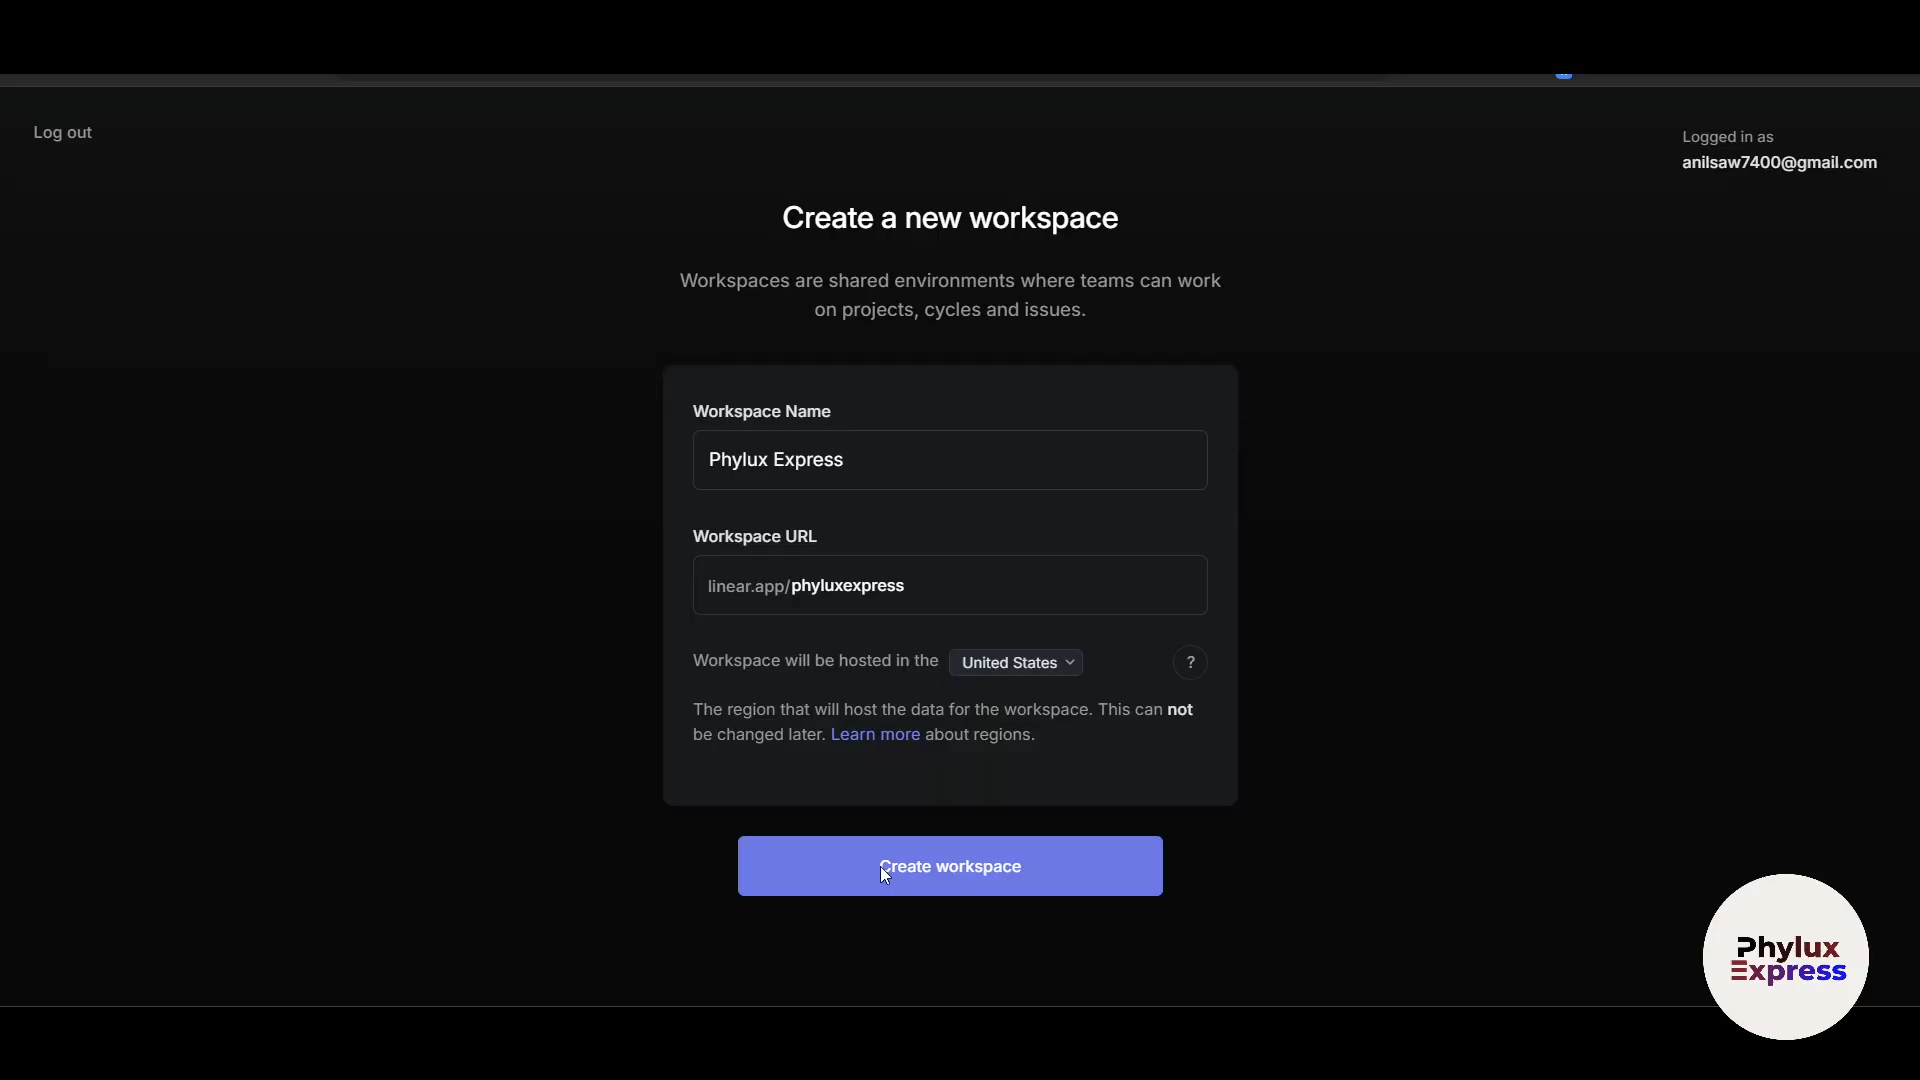 Log out
Logged in as
anilsaw7400@gmail.com
Create a new workspace
Workspaces are shared environments where teams can work
on projects, cycles and issues.
Workspace Name
Phylux Express
Workspace URL
linear.app/phyluxexpress
Workspace will be hosted in the United States
?
The region that will host the data for the workspace. This can not
be changed later. Learn more about regions.
Create workspace
Phylux
Express